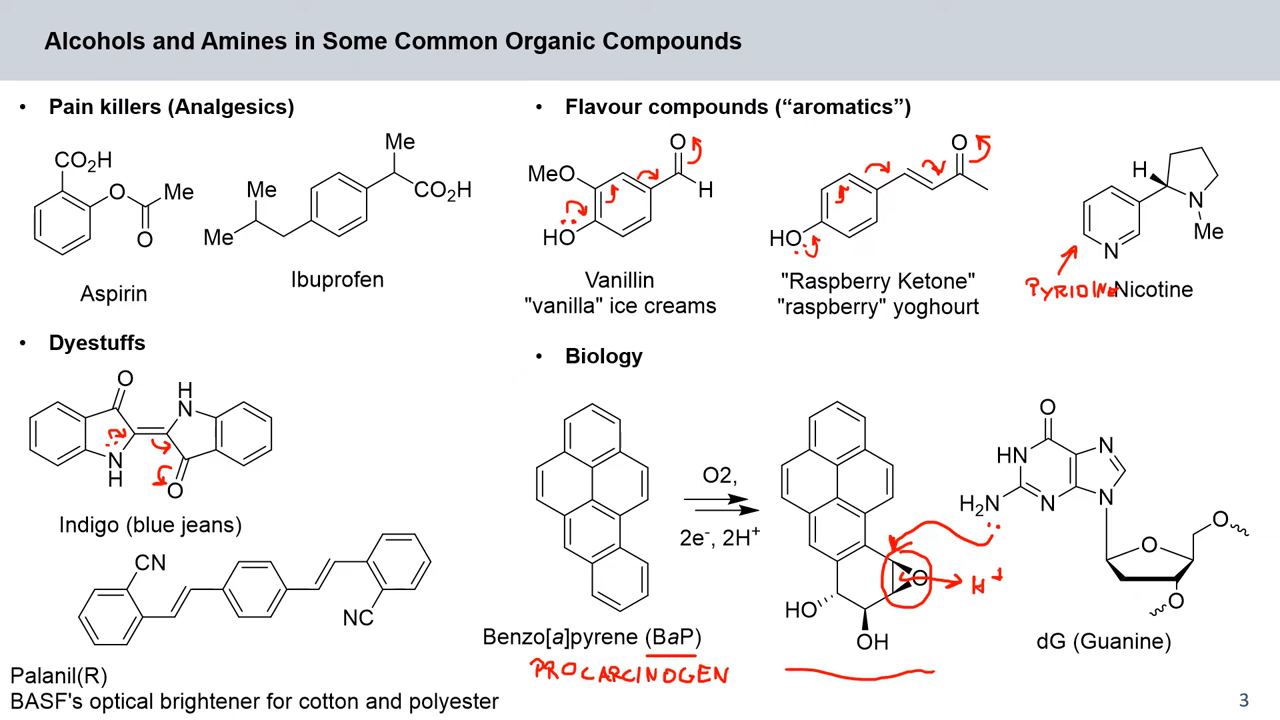 Alcohols and Amines in Some Common Organic Compounds
• Pain killers (Analgesics)
CO₂H
O
Me
O
Aspirin
Me
Me
CO₂H
Me
Ibuprofen
• Flavour compounds (“aromatics”)
O
MeO
H
HO
Vanillin
"vanilla" ice creams
O
HO
"Raspberry Ketone"
"raspberry" yoghourt
H
N
Me
N
PYRIDINE
Nicotine
• Dyestuffs
O
H
N
N
H
O
Indigo (blue jeans)
CN
NC
Palanil(R)
BASF's optical brightener for cotton and polyester
• Biology
O2,
2e⁻, 2H⁺
Benzo[a]pyrene (BaP)
PROCARCINOGEN
O
H⁺
HO
OH
O
HN
N
H₂N
N
N
O
O
O
dG (Guanine)
3